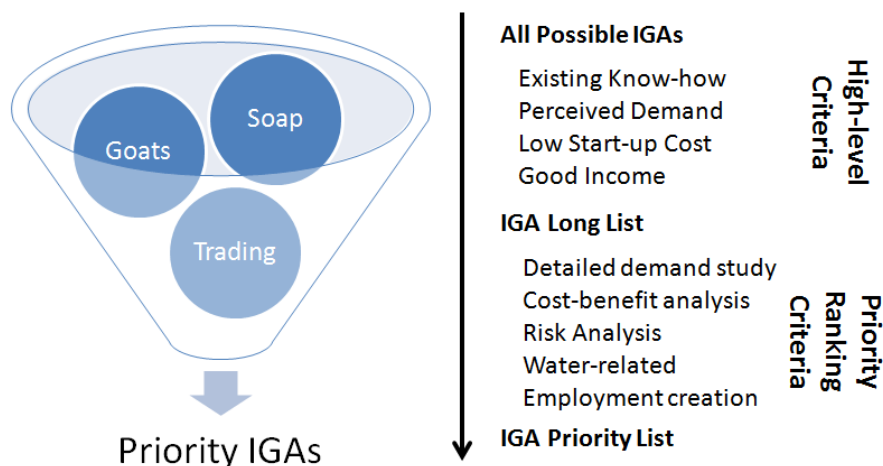 Goats
Soap
Trading
Priority IGAs
All Possible IGAs
Existing Know-how
Perceived Demand
Low Start-up Cost
Good Income
High-level
Criteria
IGA Long List
Detailed demand study
Cost-benefit analysis
Risk Analysis
Water-related
Employment creation
Priority
Ranking
Criteria
IGA Priority List